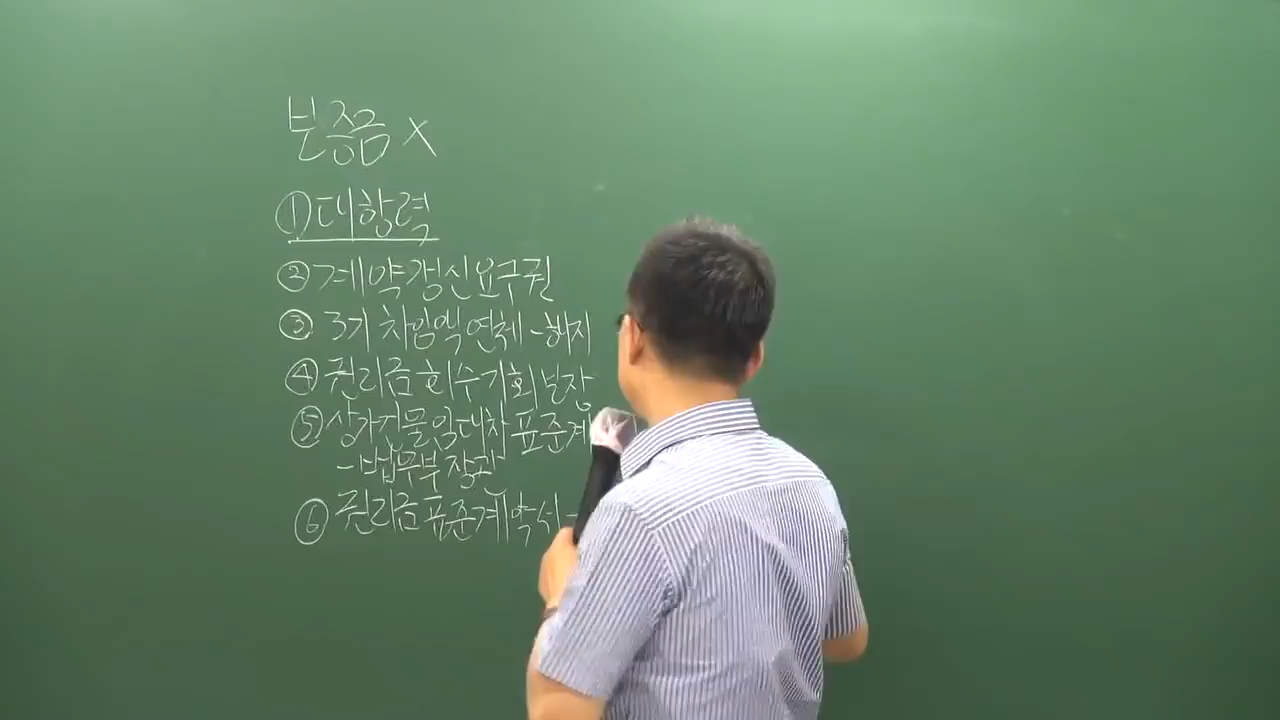 보증금 X
① 대항력
② 계약갱신요구권
③ 3기 차임액 연체 - 해지
④ 권리금 회수기회 보장
⑤ 상가건물임대차 표준계
- 법무부장관
⑥ 권리금 표준계약서 -